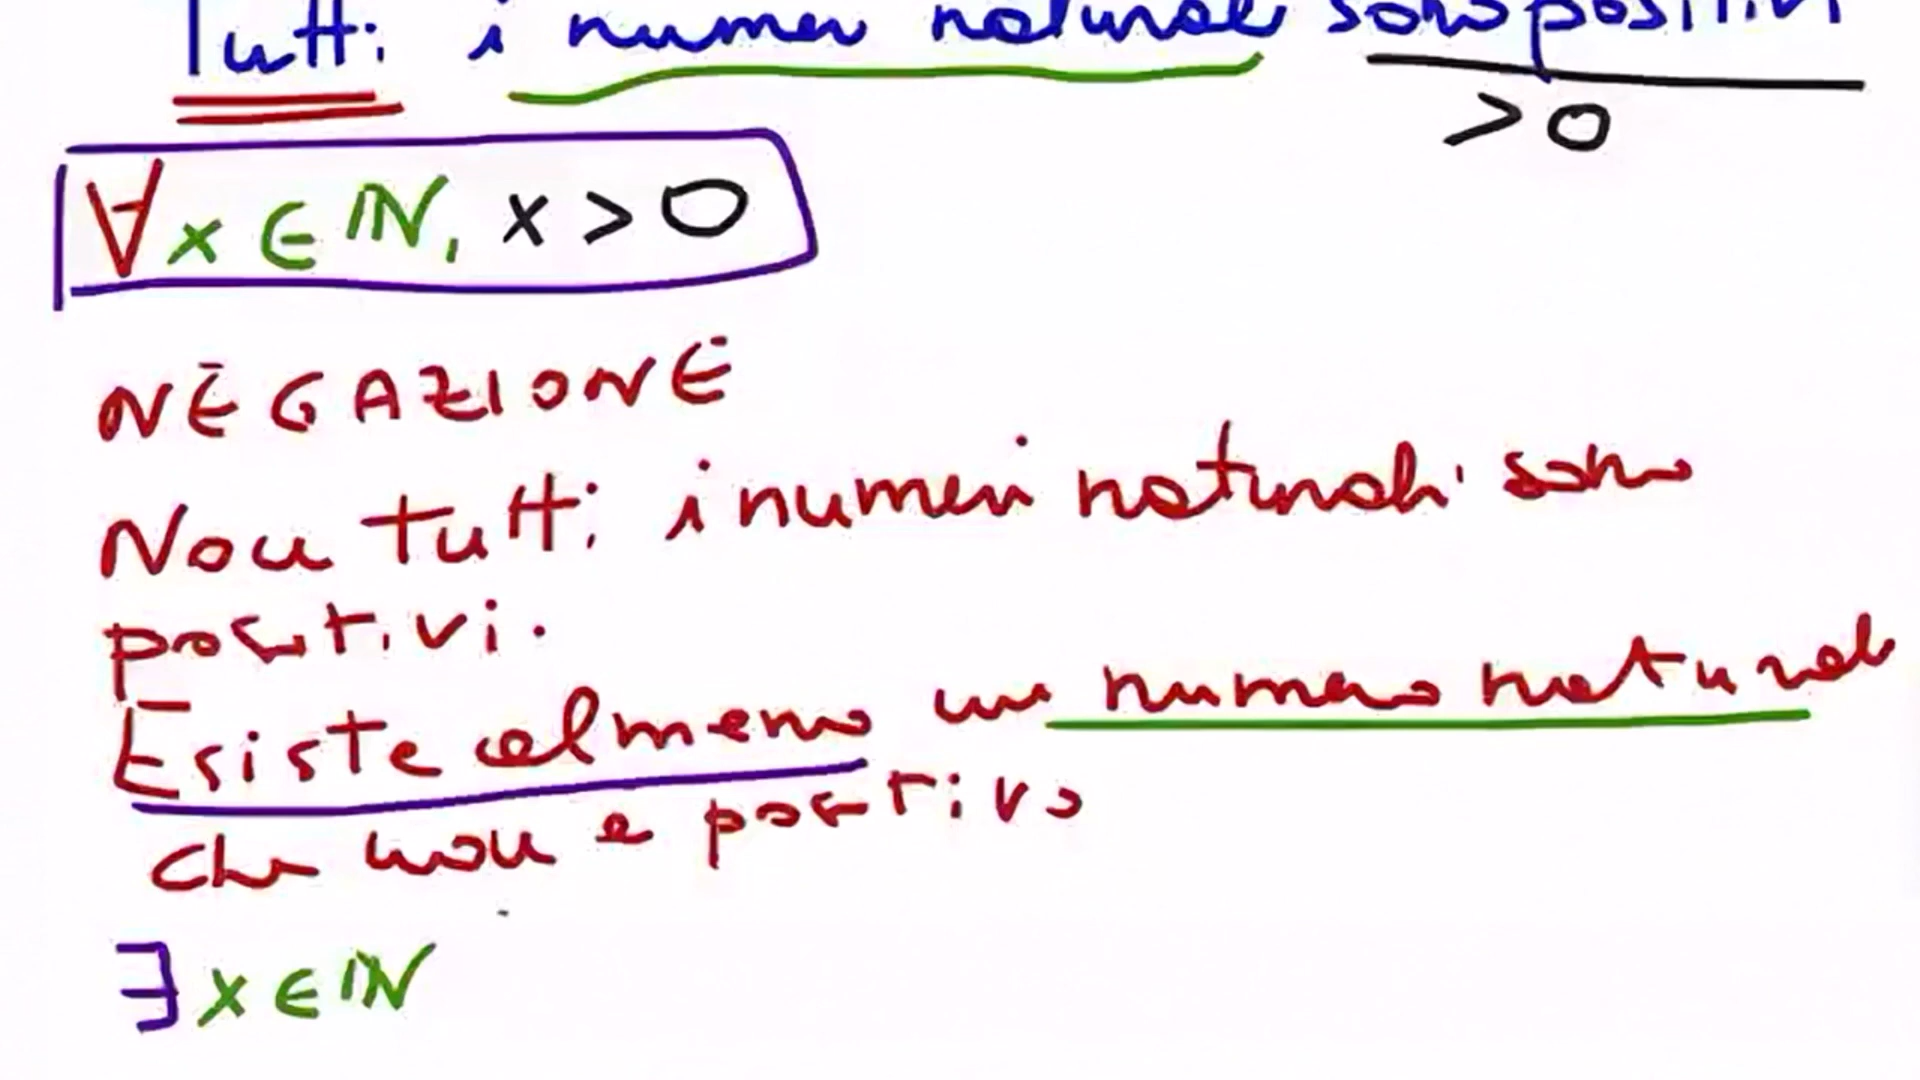 Tutti i numeri naturali sono positivi
>0
∀x ∈ ℕ, x > 0
NEGAZIONE
Non tutti i numeri naturali sono
positivi.
Esiste almeno un numero naturale
che non è positivo
∃ x ∈ ℕ